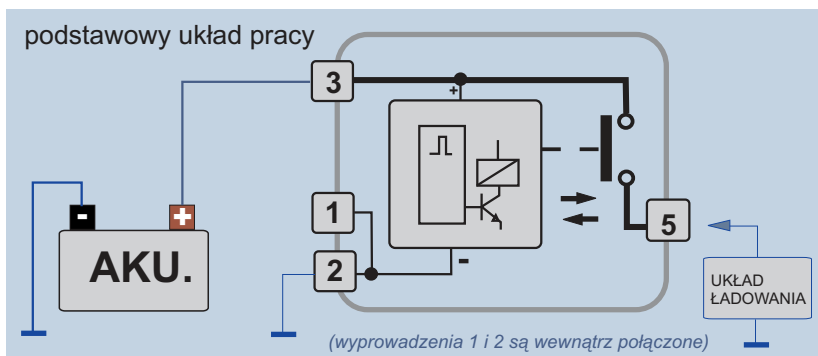 podstawowy układ pracy
3
+
1
2
-
5
- +
AKU.
UKŁAD
ŁADOWANIA
(wyprowadzenia 1 i 2 są wewnątrz połączone)